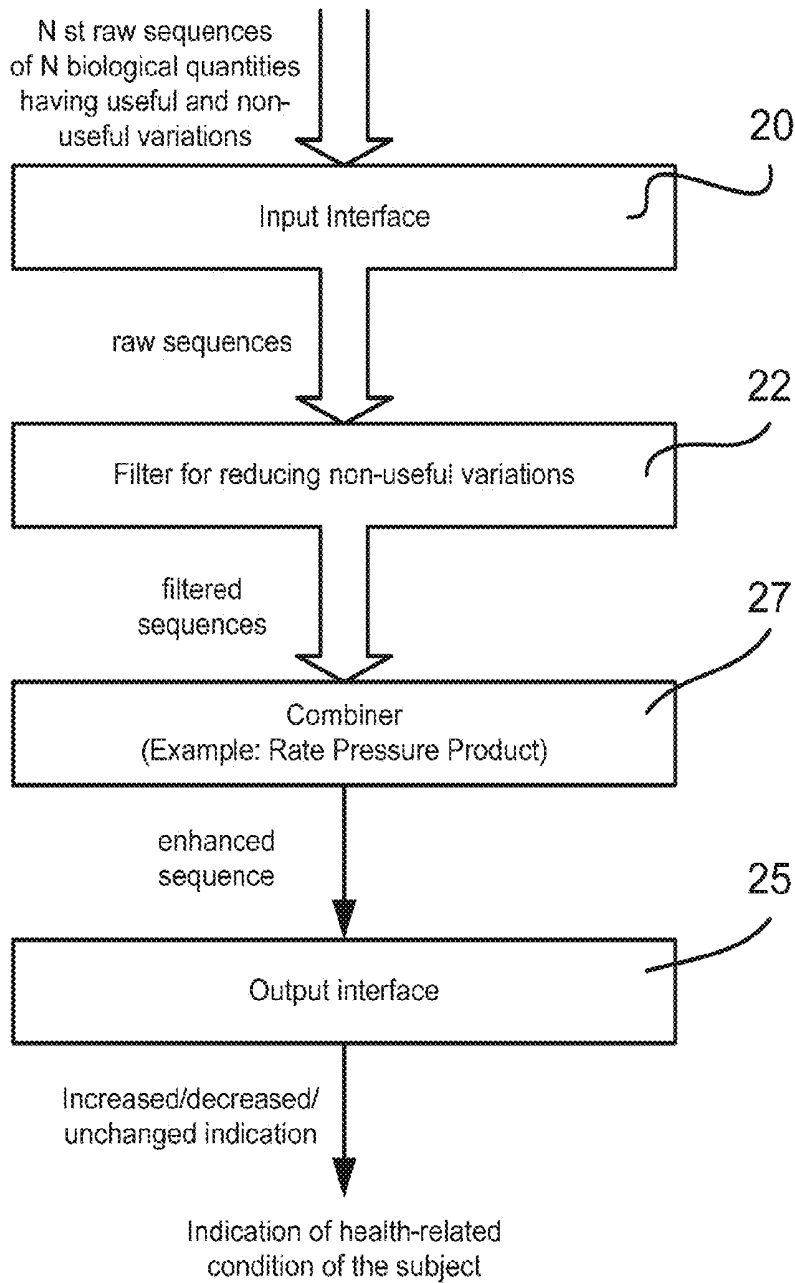 N st raw sequences
of N biological quantities
having useful and non-
useful variations
20
Input Interface
raw sequences
22
Filter for reducing non-useful variations
filtered
sequences
27
Combiner
(Example: Rate Pressure Product)
enhanced
sequence
25
Output interface
Increased/decreased/
unchanged indication
Indication of health-related
condition of the subject